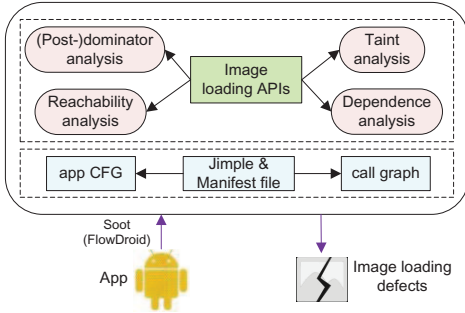 (Post-)dominator
analysis
Taint
analysis
Image
loading APIs
Reachability
analysis
Dependence
analysis
app CFG
Jimple &
Manifest file
call graph
Soot
(FlowDroid)
App
Image loading
defects